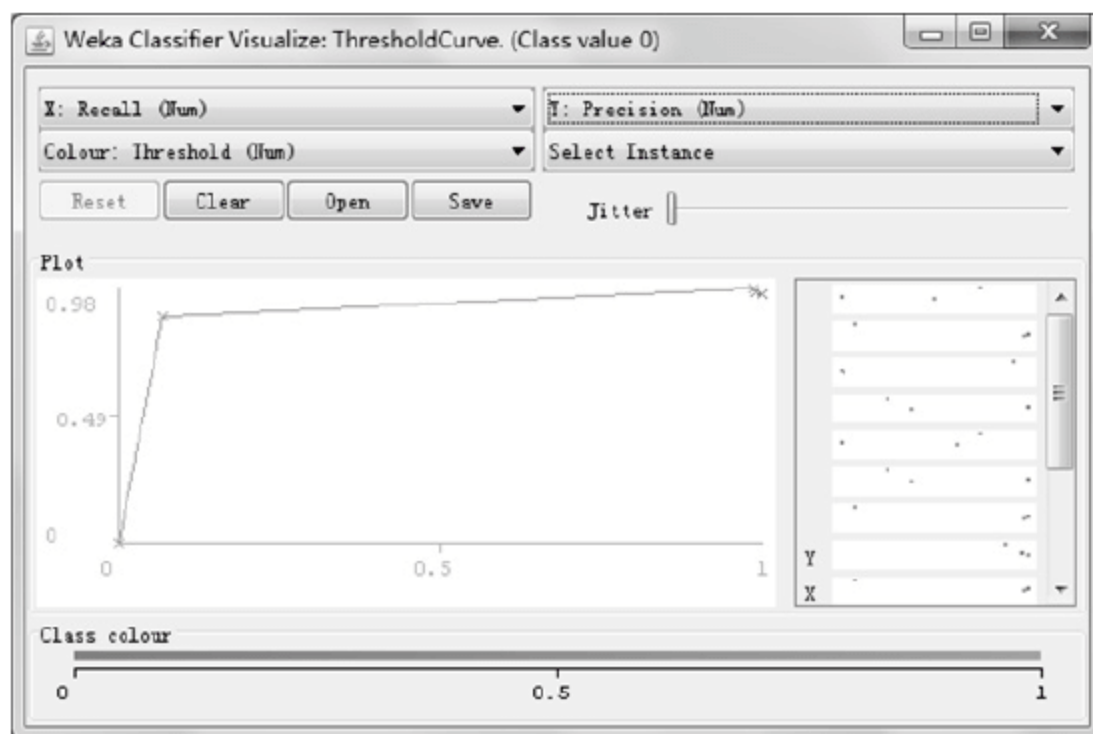 Weka Classifier Visualize: ThresholdCurve. (Class value 0)
X: Recall (Num) Y: Precision (Num)
Colour: Threshold (Num) Select Instance
Reset Clear Open Save Jitter
Plot
0.98
0.49
0
0 0.5 1
Y
X
Class colour
0 0.5 1